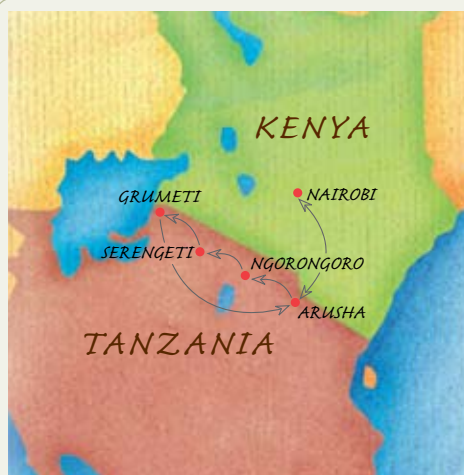 KENYA
GRUMETI
NAIROBI
SERENGETI
NGORONGORO
ARUSHA
TANZANIA